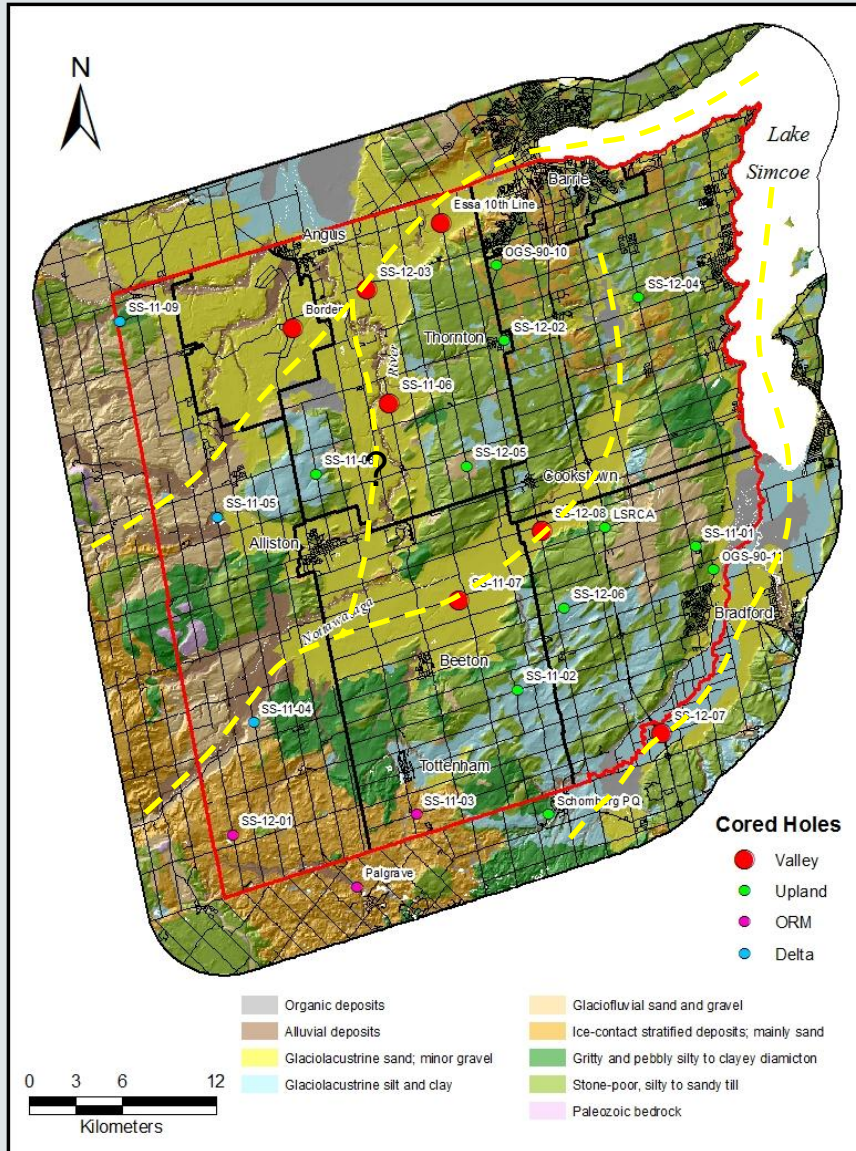 N
Lake
Simcoe
Barrie
Essa 10th Line
Angus
OGS-90-10
SS-12-03
SS-12-04
SS-11-09
Borden
Thornton
SS-12-02
River
SS-11-06
SS-11-08
?
SS-12-05
Cookstown
SS-11-05
SS-12-08
LSRCA
Alliston
SS-11-01
OGS-90-11
SS-11-07
SS-12-06
Bradford
Nottawasaga
Beeton
SS-11-02
SS-11-04
SS-12-07
Tottenham
SS-11-03
Schomberg PQ
SS-12-01
Palgrave
Cored Holes
Valley
Upland
ORM
Delta
Organic deposits
Alluvial deposits
Glaciolacustrine sand; minor gravel
Glaciolacustrine silt and clay
Glaciofluvial sand and gravel
Ice-contact stratified deposits; mainly sand
Gritty and pebbly silty to clayey diamicton
Stone-poor, silty to sandy till
Paleozoic bedrock
0 3 6 12
Kilometers